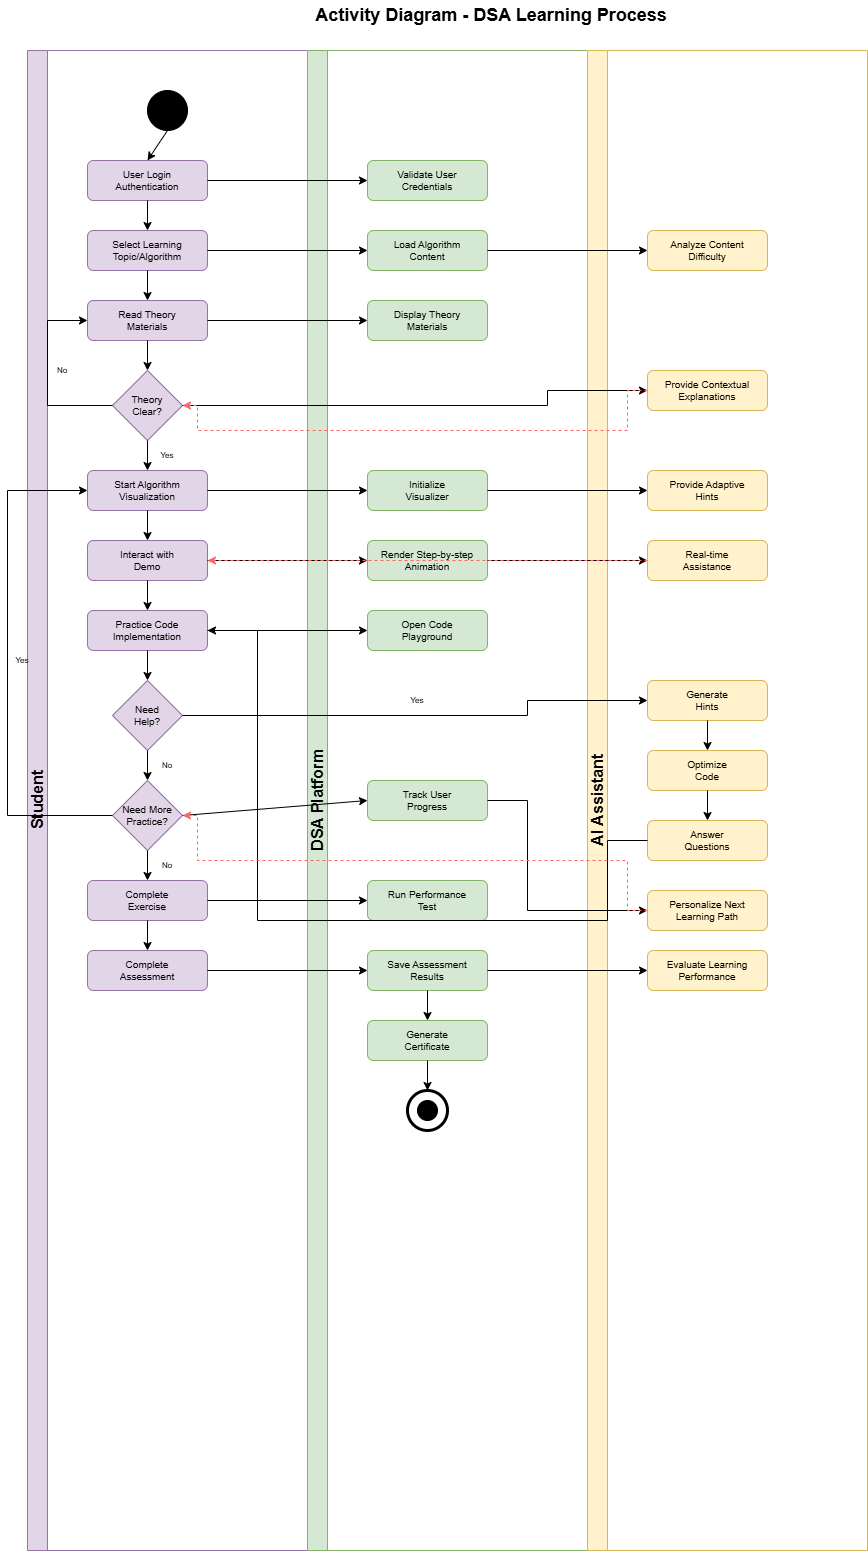 Activity Diagram - DSA Learning Process
User Login
Authentication
Validate User
Credentials
Select Learning
Topic/Algorithm
Load Algorithm
Content
Analyze Content
Difficulty
Read Theory
Materials
Display Theory
Materials
No
Theory
Clear?
Provide Contextual
Explanations
Yes
Start Algorithm
Visualization
Initialize
Visualizer
Provide Adaptive
Hints
Interact with
Demo
Render Step-by-step
Animation
Real-time
Assistance
Practice Code
Implementation
Open Code
Playground
Yes
Need
Help?
Yes
Generate
Hints
No
Optimize
Code
Student
DSA Platform
AI Assistant
Need More
Practice?
Track User
Progress
Answer
Questions
No
Complete
Exercise
Run Performance
Test
Personalize Next
Learning Path
Complete
Assessment
Save Assessment
Results
Evaluate Learning
Performance
Generate
Certificate